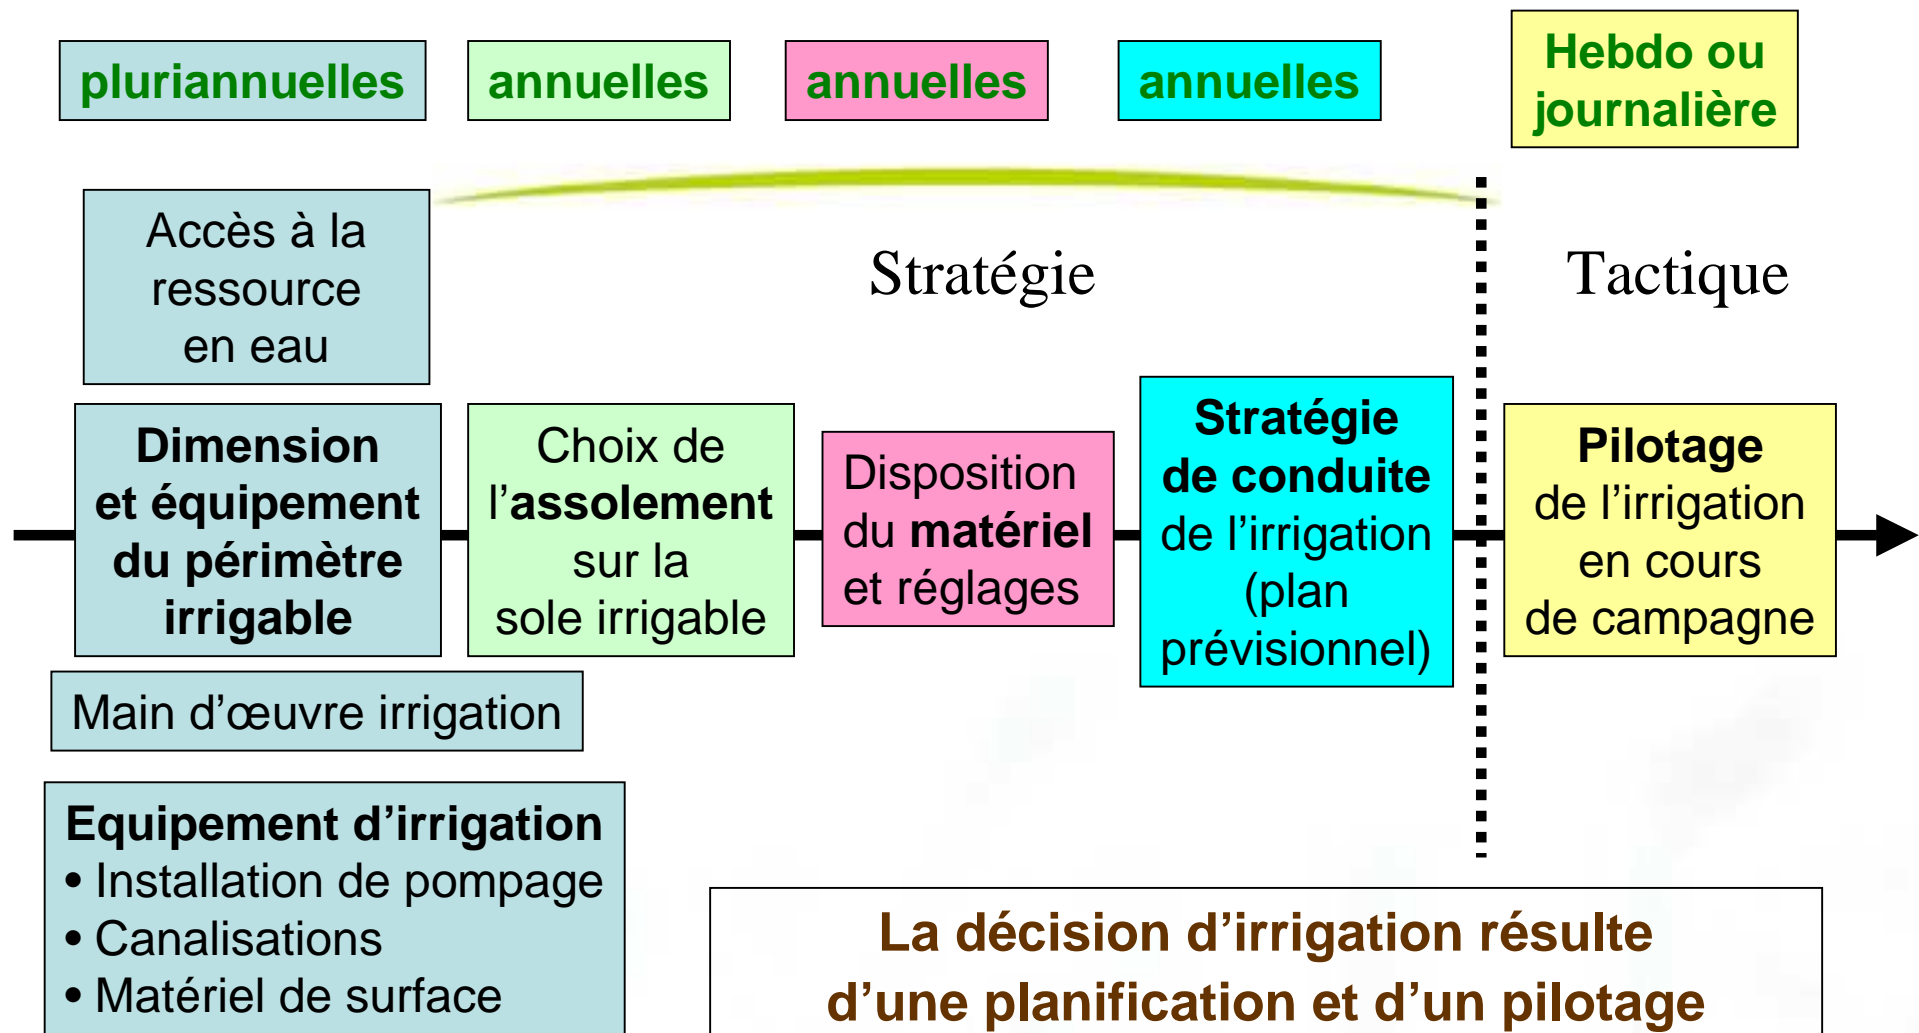 pluriannuelles
annuelles
annuelles
annuelles
Hebdo ou
journalière
Accès à la
ressource
en eau
Stratégie
Tactique
Dimension
et équipement
du périmètre
irrigable
Choix de
l’assolement
sur la
sole irrigable
Disposition
du matériel
et réglages
Stratégie
de conduite
de l’irrigation
(plan
prévisionnel)
Pilotage
de l’irrigation
en cours
de campagne
Main d’œuvre irrigation
Equipement d’irrigation
• Installation de pompage
• Canalisations
• Matériel de surface
La décision d’irrigation résulte
d’une planification et d’un pilotage